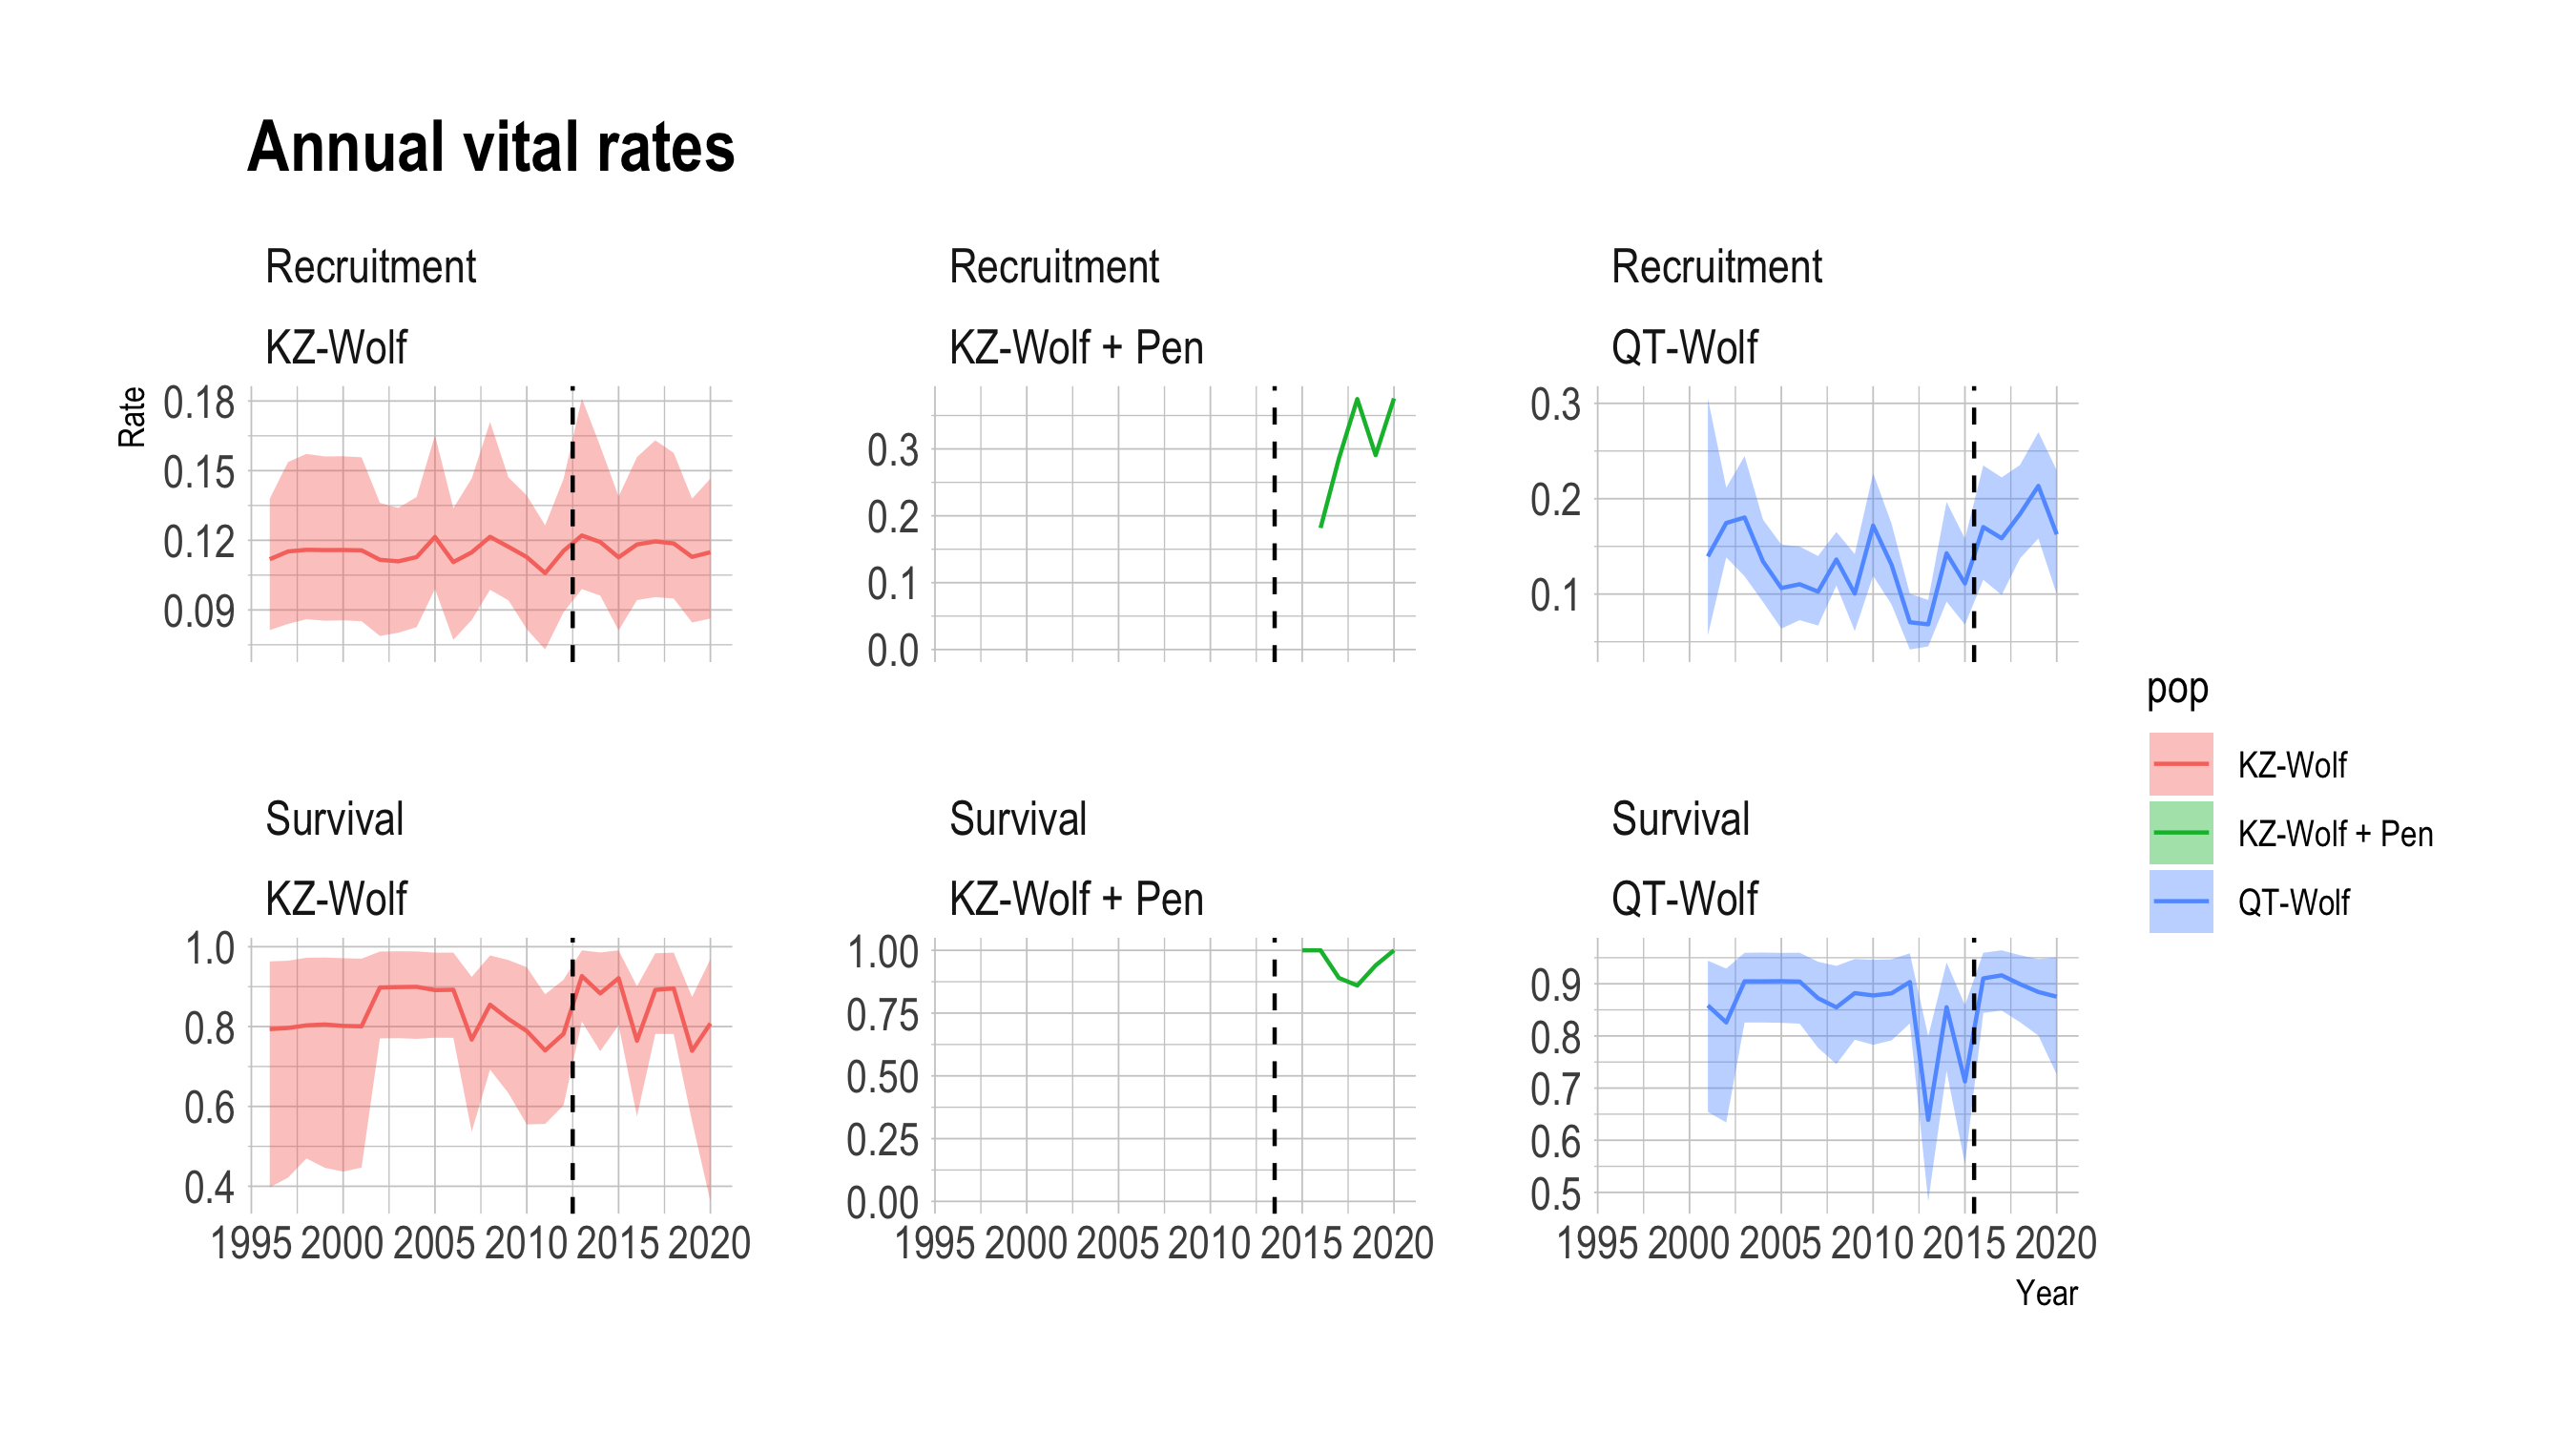 Annual vital rates
Recruitment
KZ-Wolf
Recruitment
KZ-Wolf + Pen
Recruitment
QT-Wolf
Rate
0.18
0.15
0.12
0.09
0.3
0.2
0.1
0.0
0.3
0.2
0.1
Survival
KZ-Wolf
Survival
KZ-Wolf + Pen
Survival
QT-Wolf
1.0
0.8
0.6
0.4
1995 2000 2005 2010 2015 2020
1.00
0.75
0.50
0.25
0.00
1995 2000 2005 2010 2015 2020
0.9
0.8
0.7
0.6
0.5
1995 2000 2005 2010 2015 2020
Year
pop
KZ-Wolf
KZ-Wolf + Pen
QT-Wolf